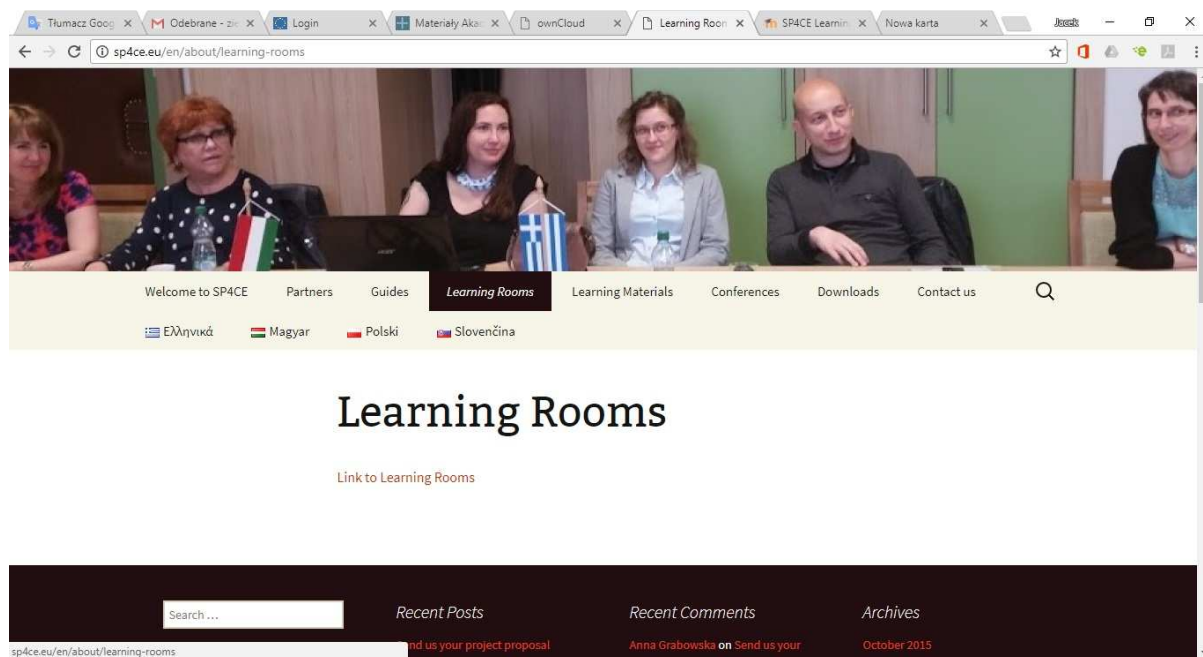 Tłumacz Goog
Odebrane - zie
Login
Materiały Aka
ownCloud
Learning Roon
SP4CE Learnin
Nowa karta
Jacek
sp4ce.eu/en/about/learning-rooms
acer
Welcome to SP4CE
Partners
Guides
Learning Rooms
Learning Materials
Conferences
Downloads
Contact us
Ελληνικά
Magyar
Polski
Slovenčina
Learning Rooms
Link to Learning Rooms
Search ...
Recent Posts
Recent Comments
Archives
nd us your project proposal
Anna Grabowska on Send us your
October 2015
sp4ce.eu/en/about/learning-rooms